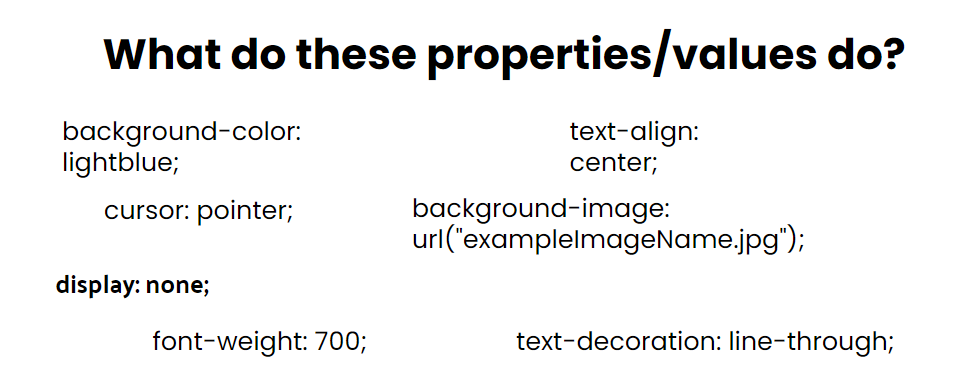 What do these properties/values do?
background-color:
lightblue;
text-align:
center;
cursor: pointer;
background-image:
url("exampleImageName.jpg");
display: none;
font-weight: 700;
text-decoration: line-through;